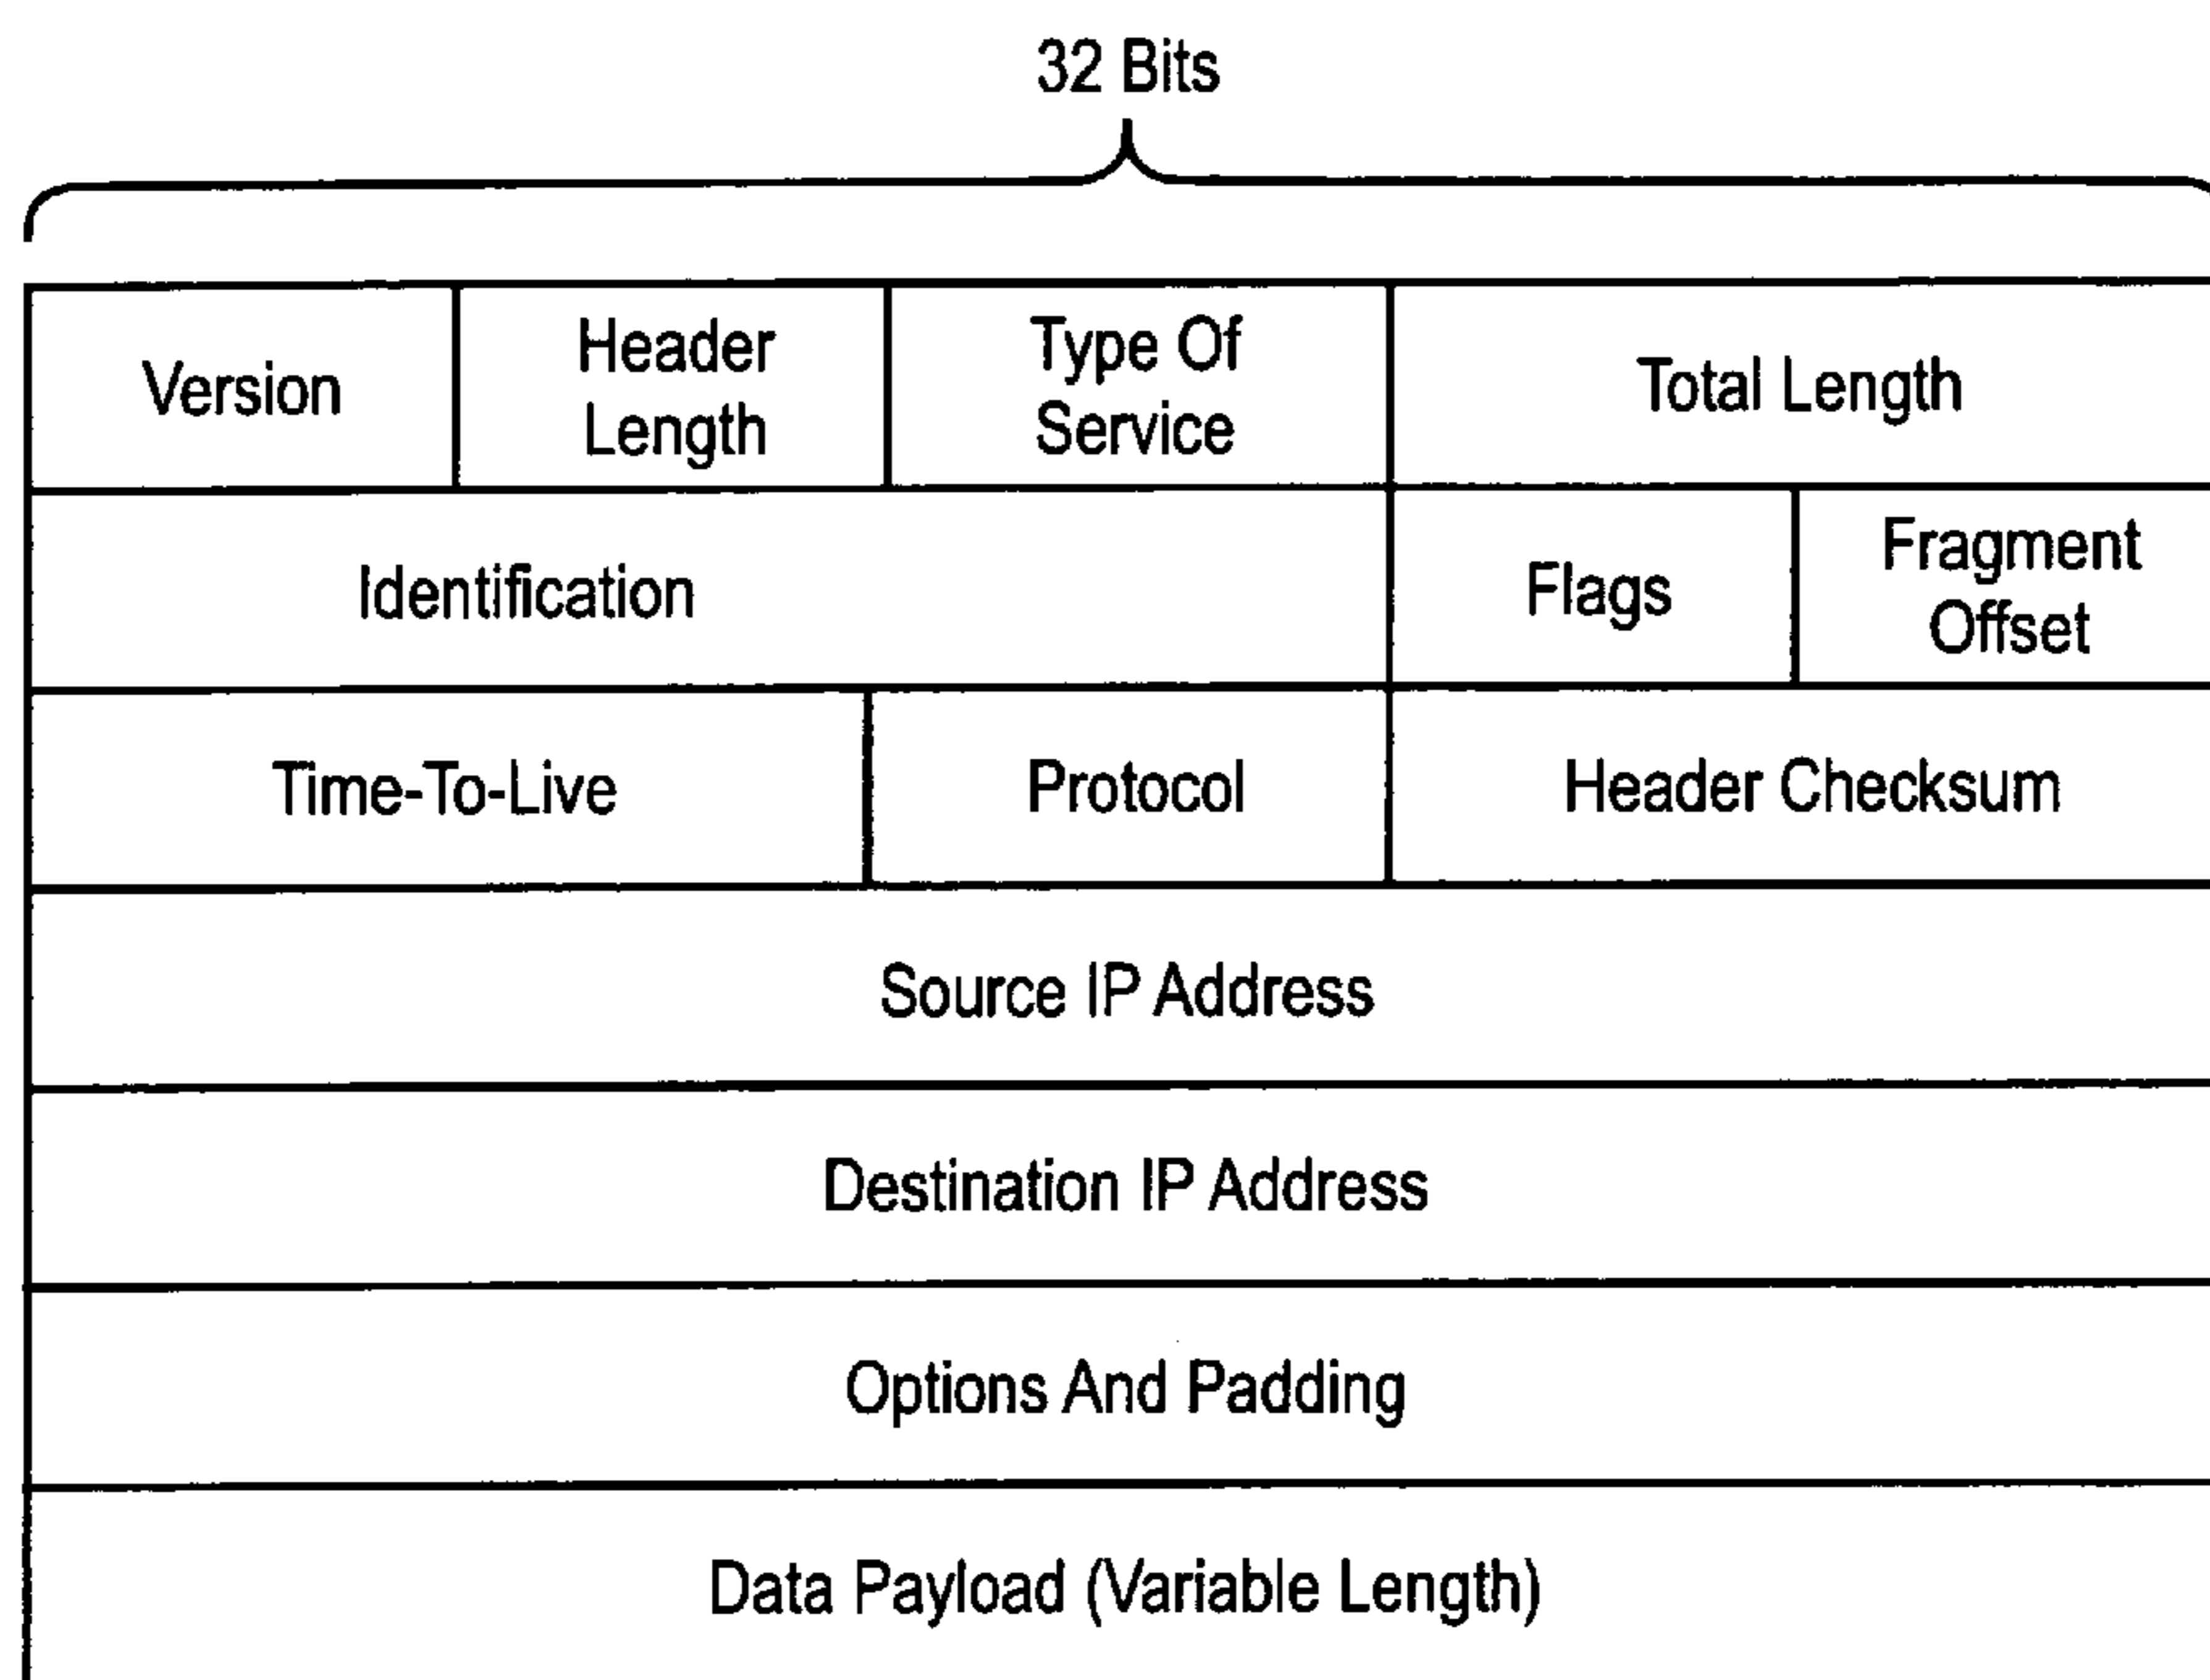 32 Bits
Version
Header
Length
Type Of
Service
Total Length
Identification
Flags
Fragment
Offset
Time-To-Live
Protocol
Header Checksum
Source IP Address
Destination IP Address
Options And Padding
Data Payload (Variable Length)